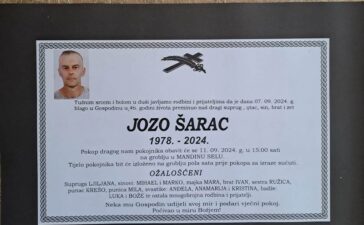 Tužnim srcem i bolom u duši javljamo rodbini i prijateljima da je dana 07. 09. 2024. g.
blago u Gospodinu u 46. godini života preminuo naš dragi suprug, otac, sin, brat i zet
JOZO ŠARAC
1978. - 2024.
Pokop dragog nam pokojnika obavit će se 11. 09. 2024. god, u 15:00 sati
na groblju u MANDINU SELU.
Tijelo pokojnika bit će izloženo na groblju pola sata prije pokopa za izraze sućuti.
OŽALOŠĆENI
Supruga LJILJANA, sinovi MIHAEL i MARKO, majka MARA, brat IVAN, sestra RUŽICA,
punac KREŠO, punica MILA, svastike: ANĐELA, ANAMARIJA i KRISTINA, badže:
LUKA i BOŽE te ostala mnogobrojna rodbina i prijatelji.
Neka mu Gospodin udijeli svoj mir i podari vječni pokoj.
Počivao u miru Božjem!